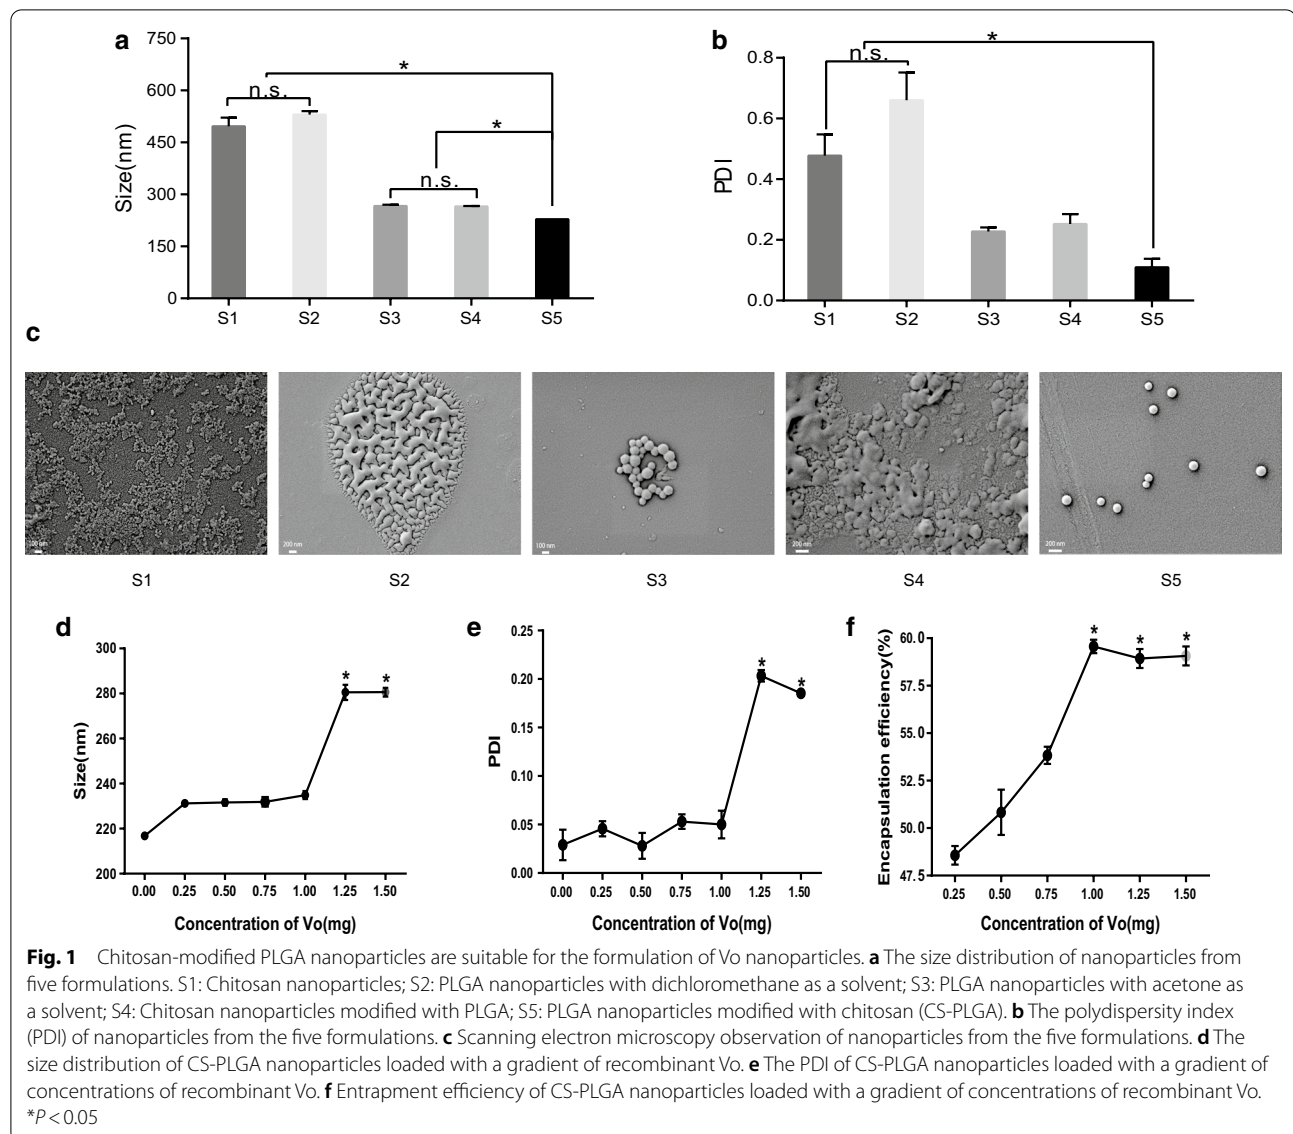 a
750
600
450
300
150
0
Size(nm)
n.s.
*
n.s.
*
S1 S2 S3 S4 S5
b
0.8
0.6
0.4
0.2
0.0
PDI
n.s.
*
S1 S2 S3 S4 S5
c
100 nm
200 nm
100 nm
200 nm
200 nm
S1 S2 S3 S4 S5
d
300
280
260
240
220
200
Size(nm)
* *
0.00 0.25 0.50 0.75 1.00 1.25 1.50
Concentration of Vo(mg)
e
0.25
0.20
0.15
0.10
0.05
0.00
PDI
* *
0.00 0.25 0.50 0.75 1.00 1.25 1.50
Concentration of Vo(mg)
f
60.0
57.5
55.0
52.5
50.0
47.5
Encapsulation efficiency(%)
* * *
0.25 0.50 0.75 1.00 1.25 1.50
Concentration of Vo(mg)
Fig. 1 Chitosan-modified PLGA nanoparticles are suitable for the formulation of Vo nanoparticles. a The size distribution of nanoparticles from
five formulations. S1: Chitosan nanoparticles; S2: PLGA nanoparticles with dichloromethane as a solvent; S3: PLGA nanoparticles with acetone as
a solvent; S4: Chitosan nanoparticles modified with PLGA; S5: PLGA nanoparticles modified with chitosan (CS-PLGA). b The polydispersity index
(PDI) of nanoparticles from the five formulations. c Scanning electron microscopy observation of nanoparticles from the five formulations. d The
size distribution of CS-PLGA nanoparticles loaded with a gradient of recombinant Vo. e The PDI of CS-PLGA nanoparticles loaded with a gradient of
concentrations of recombinant Vo. f Entrapment efficiency of CS-PLGA nanoparticles loaded with a gradient of concentrations of recombinant Vo.
*P < 0.05